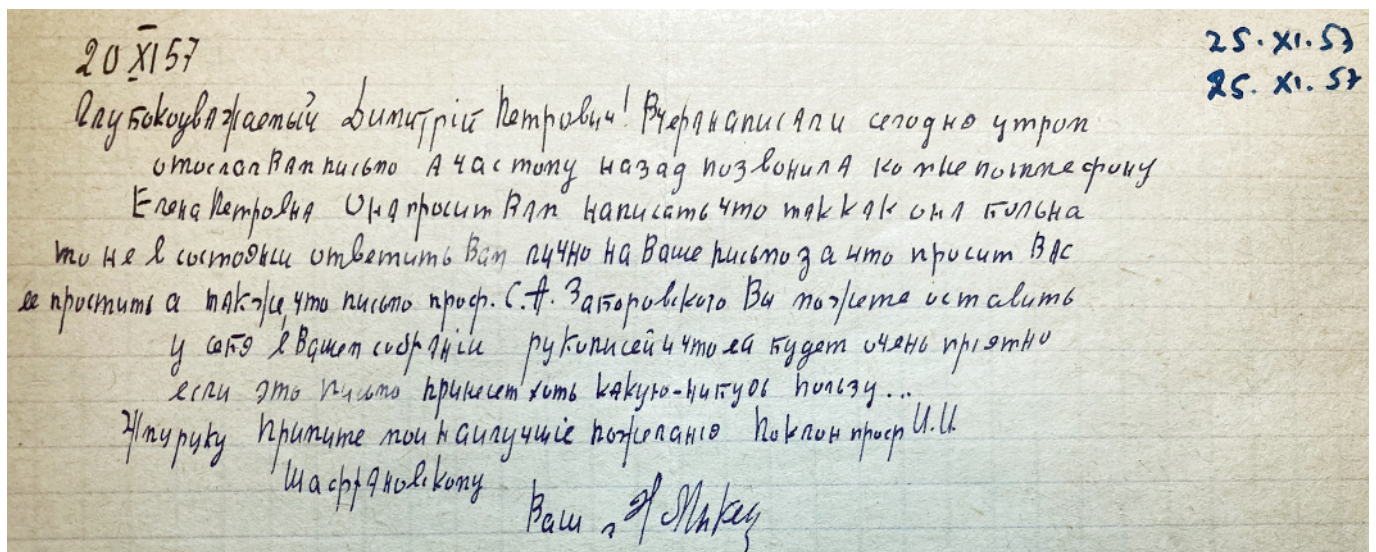 20 XI 57
25. XI. 57
25. XI. 57
Глубокоуважаемый Димитрій Петрович! Вчера написал и сегодня утром
отослал Вам письмо а час тому назад позвонила ко мне по телефону
Елена Петровна Она просит Вам написать что так как она больна
то не в состоянии ответить Вам лично на Ваше письмо за что просит Вас
ее простить а также, что письмо проф. С. А. Заборовского Вы можете оставить
у себя в Вашем собраніи рукописей и что ей будет очень пріятно
если это письмо принесет хоть какую-нибудь пользу...
Жму руку Примите мои наилучшіе пожеланія Поклон проф И. И.
Шафрановскому
Ваш